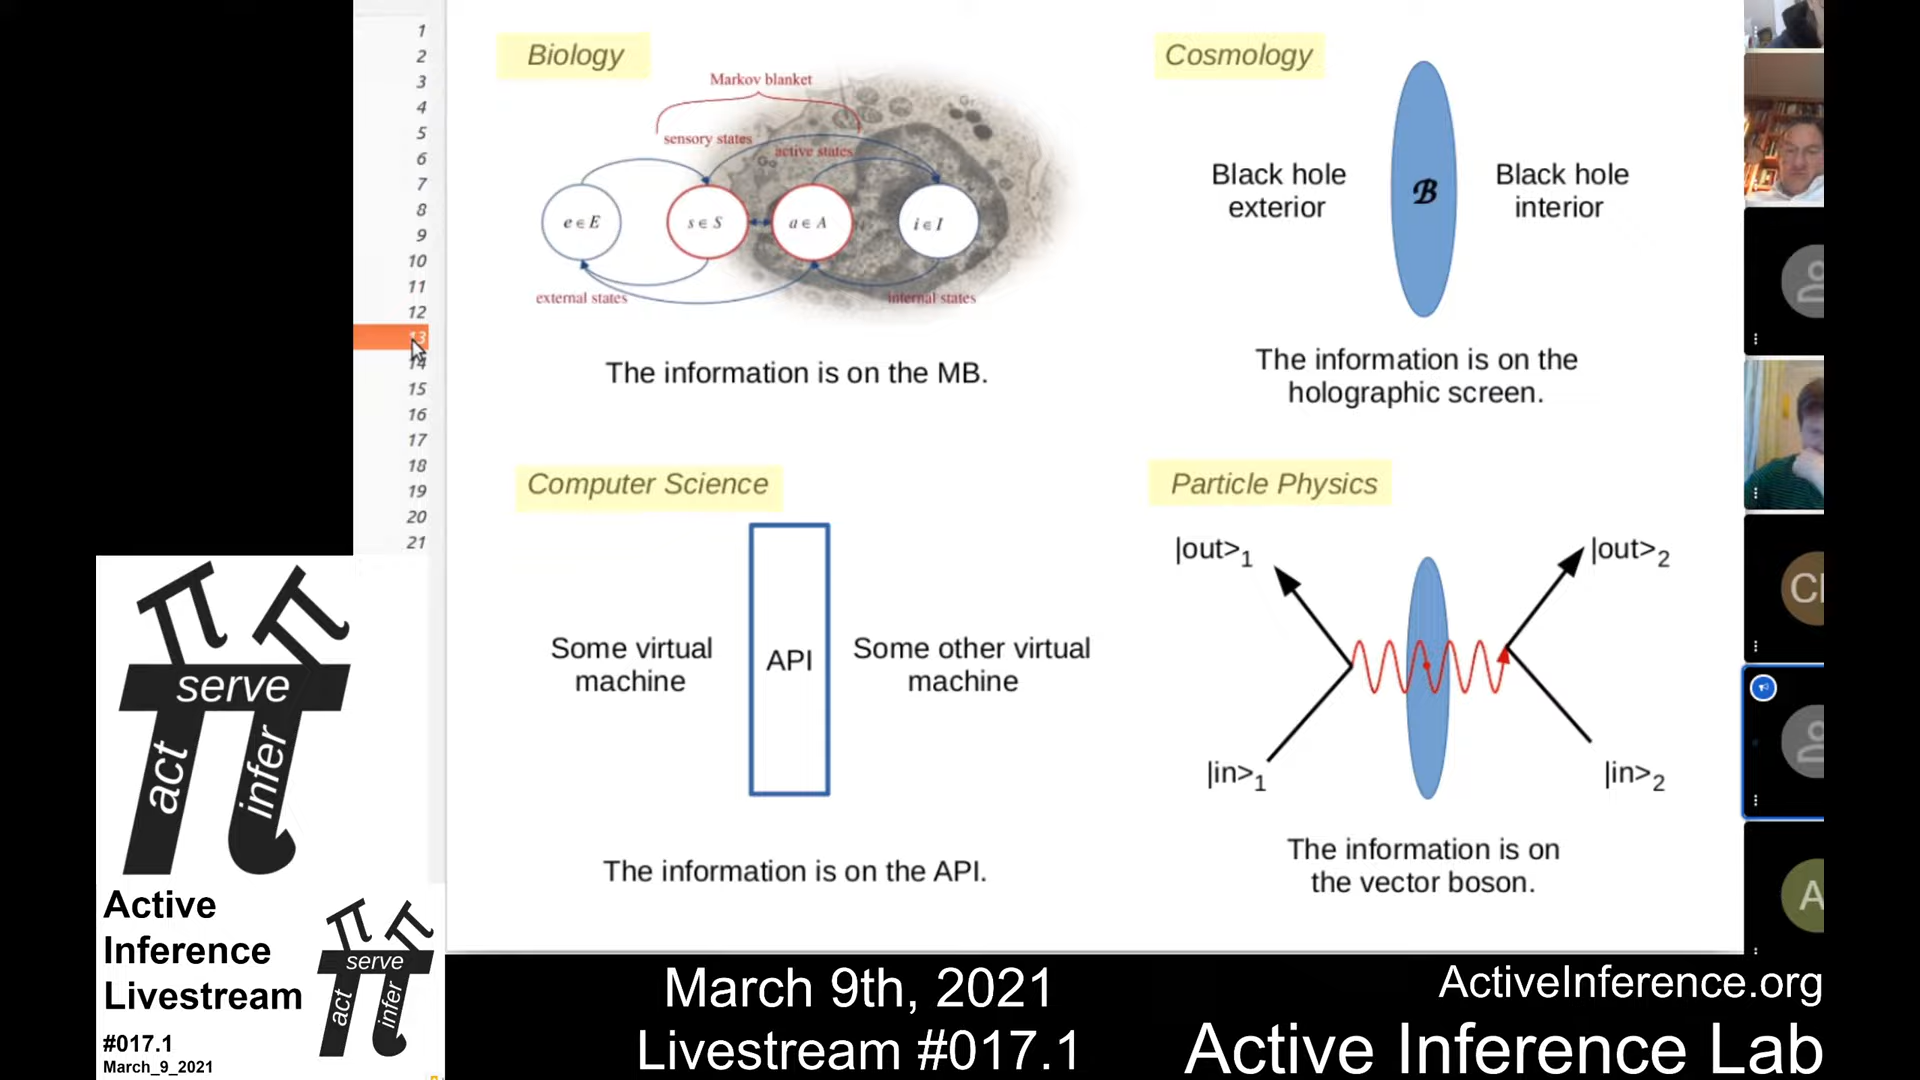 1
2
3
4
5
6
7
8
9
10
11
12
13
14
15
16
17
18
19
20
21
Biology
Markov blanket
sensory states
active states
e ∈ E
s ∈ S
a ∈ A
i ∈ I
external states
internal states
The information is on the MB.
Cosmology
Black hole
exterior
ℬ
Black hole
interior
The information is on the
holographic screen.
Computer Science
Some virtual
machine
API
Some other virtual
machine
The information is on the API.
Particle Physics
|out>1
|out>2
|in>1
|in>2
The information is on
the vector boson.
serve
act
infer
Active
Inference
Livestream
#017.1
March_9_2021
serve
act
infer
March 9th, 2021
Livestream #017.1
ActiveInference.org
Active Inference Lab
A